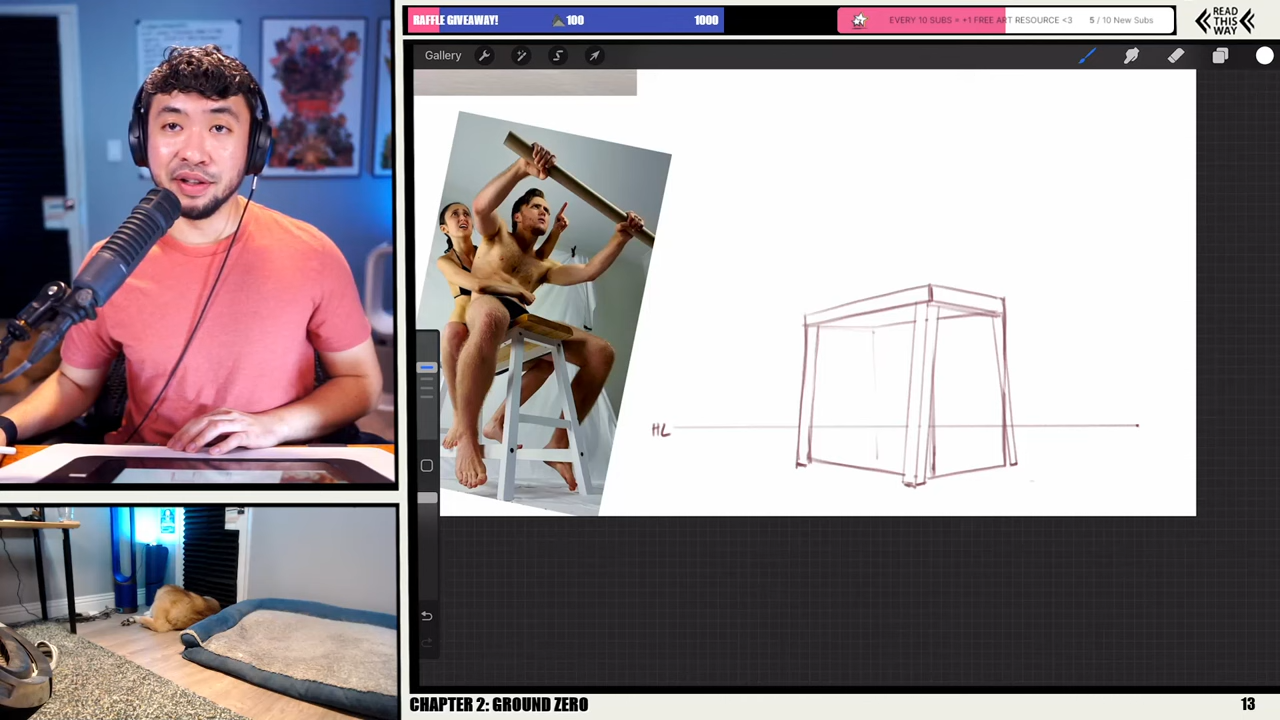 RAFFLE GIVEAWAY! 100 1000
EVERY 10 SUBS = +1 FREE ART RESOURCE <3 5 / 10 New Subs
READ
THIS
WAY
Gallery
HL
CHAPTER 2: GROUND ZERO 13